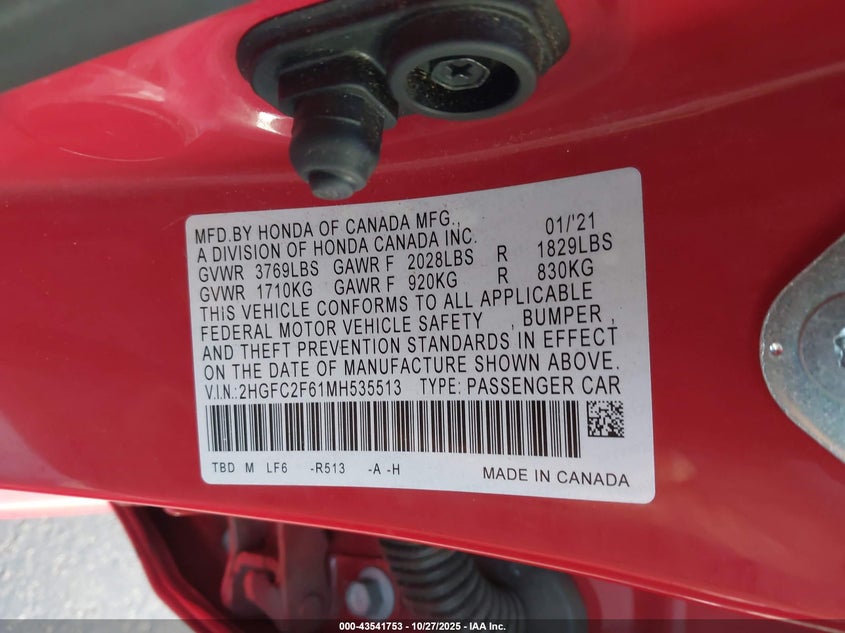 MFD.BY HONDA OF CANADA MFG., 01/'21
A DIVISION OF HONDA CANADA INC.
GVWR 3769LBS GAWR F 2028LBS R 1829LBS
GVWR 1710KG GAWR F 920KG R 830KG
THIS VEHICLE CONFORMS TO ALL APPLICABLE
FEDERAL MOTOR VEHICLE SAFETY , BUMPER ,
AND THEFT PREVENTION STANDARDS IN EFFECT
ON THE DATE OF MANUFACTURE SHOWN ABOVE.
V.I.N.:2HGFC2F61MH535513 TYPE: PASSENGER CAR
TBD M LF6 -R513 -A -H MADE IN CANADA
000-43541753 - 10/27/2025 - IAA Inc.